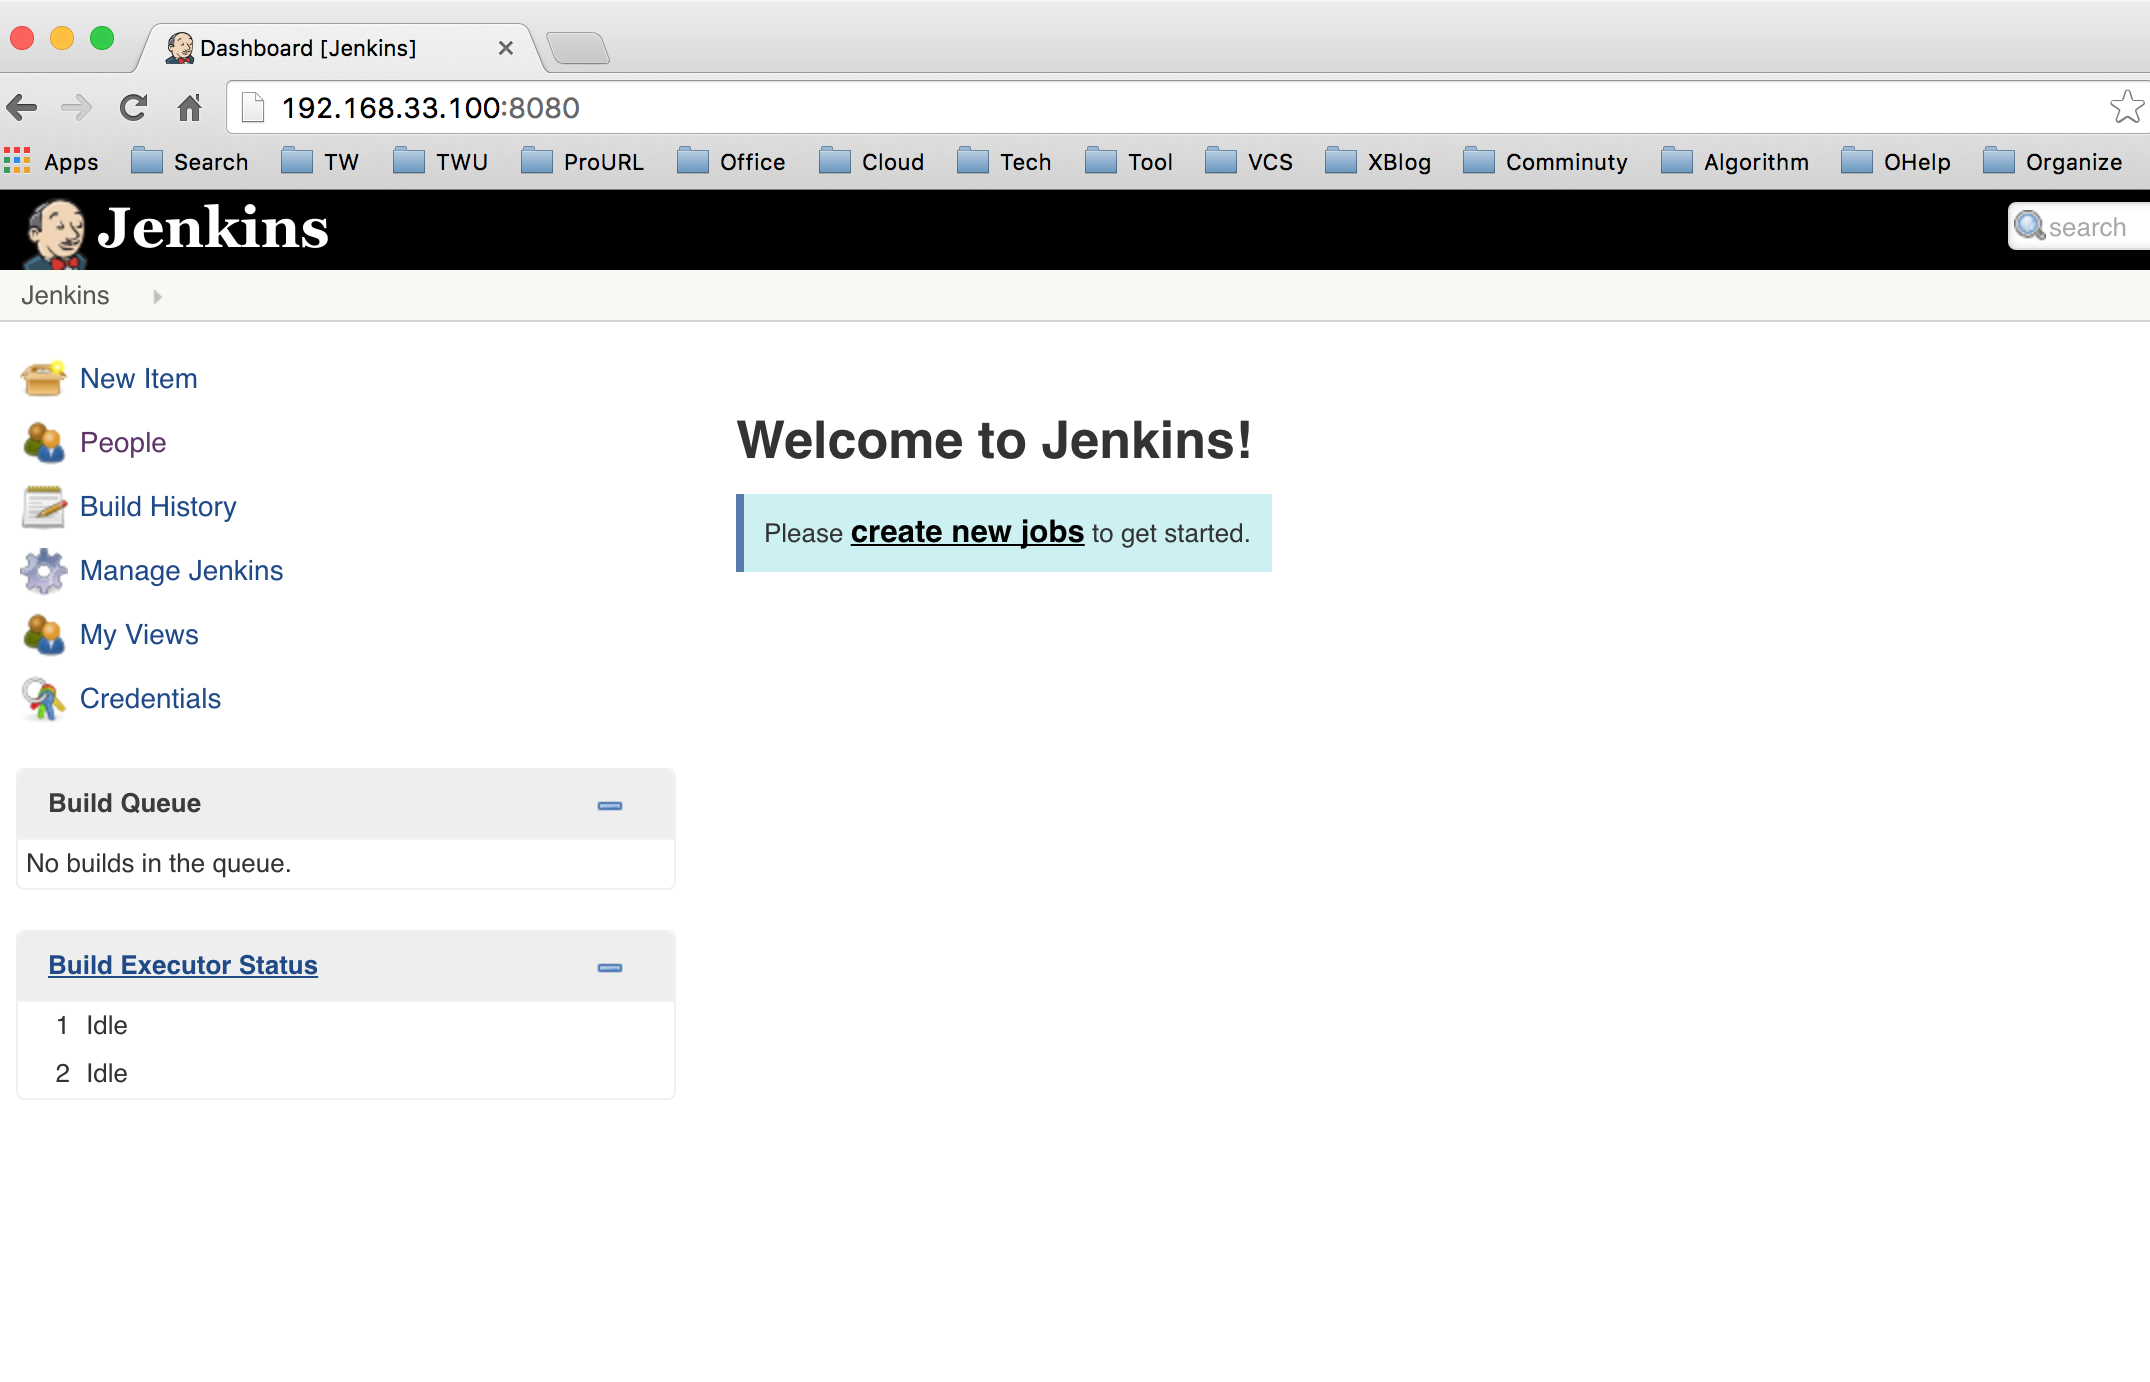 Dashboard [Jenkins]
192.168.33.100:8080
Apps Search TW TWU ProURL Office Cloud Tech Tool VCS XBlog Comminuty Algorithm OHelp Organize
Jenkins search
Jenkins
New Item
People
Build History
Manage Jenkins
My Views
Credentials
Welcome to Jenkins!
Please create new jobs to get started.
Build Queue
No builds in the queue.
Build Executor Status
1 Idle
2 Idle